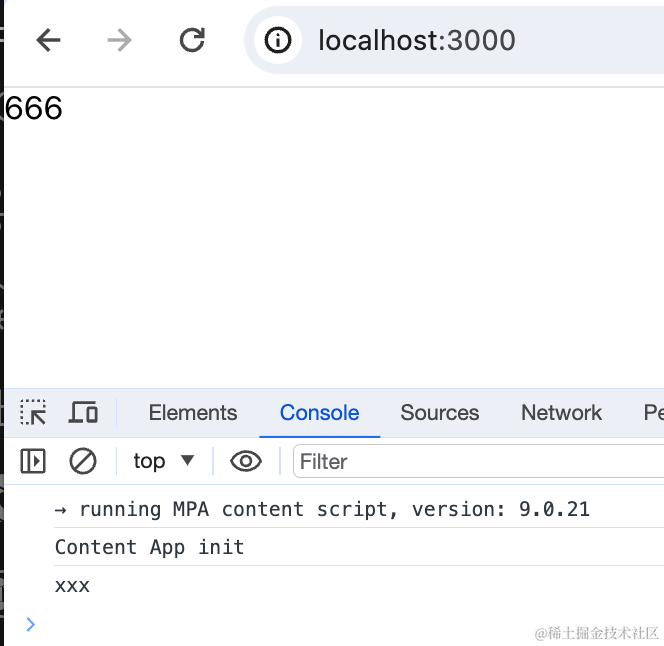 localhost:3000
666
Elements Console Sources Network Pe
top ▼ Filter
→ running MPA content script, version: 9.0.21
Content App init
xxx
>
@稀土掘金技术社区